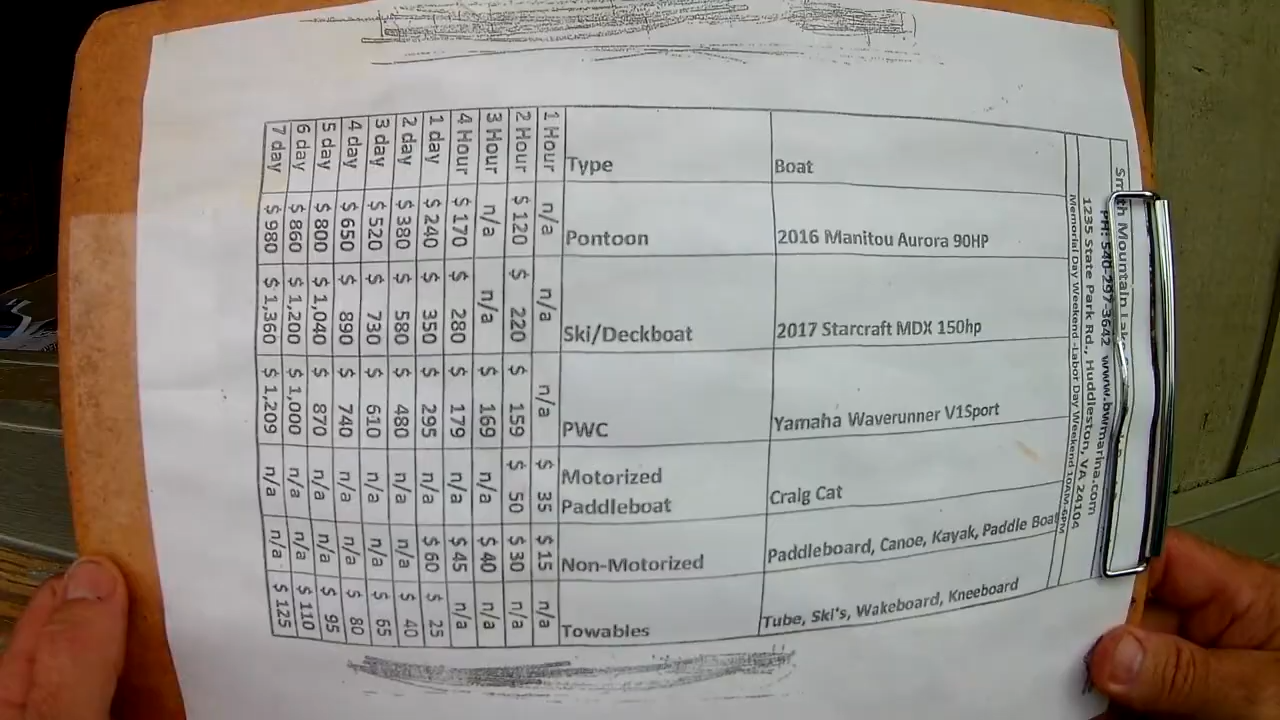 Smith Mountain Lake
PH: 540-297-3642 www.bwmarina.com
1235 State Park Rd., Huddleston, VA 24104
Memorial Day Weekend -Labor Day Weekend 10AM-6PM
Boat 2016 Manitou Aurora 90HP 2017 Starcraft MDX 150hp Yamaha Waverunner V1Sport Craig Cat Paddleboard, Canoe, Kayak, Paddle Boat Tube, Ski's, Wakeboard, Kneeboard
Type Pontoon Ski/Deckboat PWC Motorized Paddleboat Non-Motorized Towables
1 Hour n/a n/a n/a $ 35 $ 15 n/a
2 Hour $ 120 $ 220 $ 159 $ 50 $ 30 n/a
3 Hour n/a n/a $ 169 n/a $ 40 n/a
4 Hour $ 170 $ 280 $ 179 n/a $ 45 n/a
1 day $ 240 $ 350 $ 295 n/a $ 60 $ 25
2 day $ 380 $ 580 $ 480 n/a n/a $ 40
3 day $ 520 $ 730 $ 610 n/a n/a $ 65
4 day $ 650 $ 890 $ 740 n/a n/a $ 80
5 day $ 800 $ 1,040 $ 870 n/a n/a $ 95
6 day $ 860 $ 1,200 $ 1,000 n/a n/a $ 110
7 day $ 980 $ 1,360 $ 1,209 n/a n/a $ 125